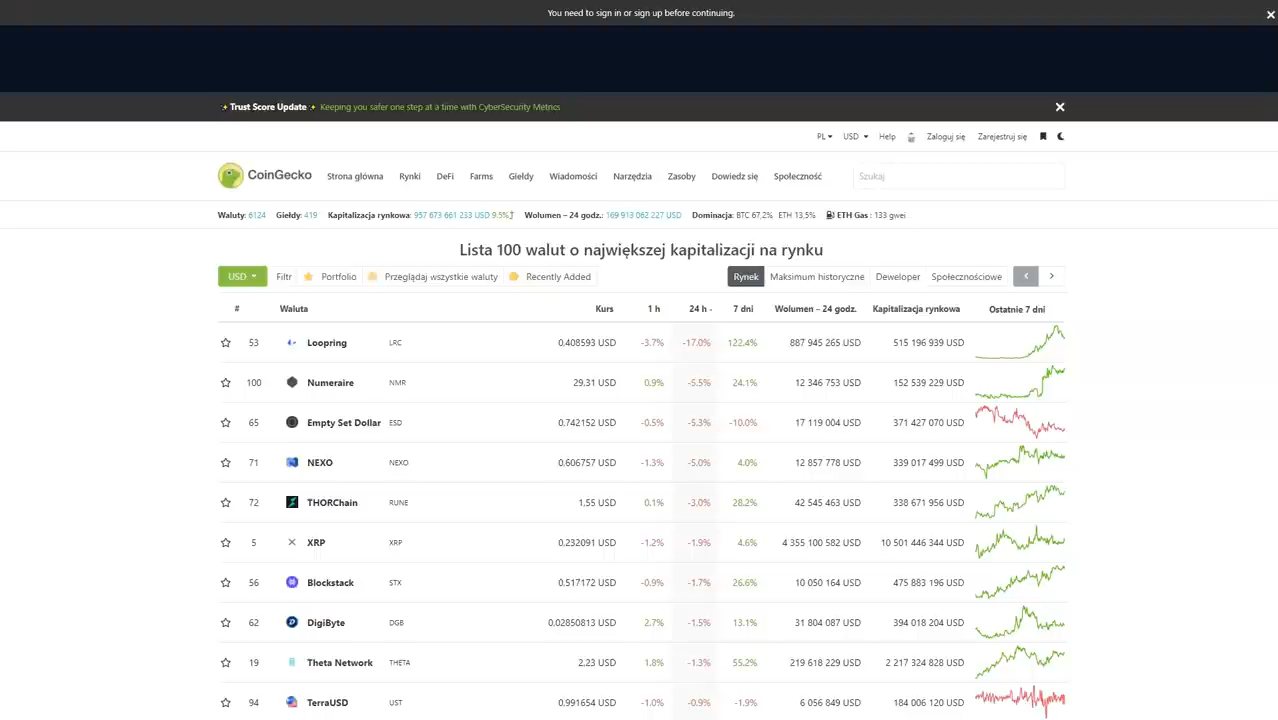 You need to sign in or sign up before continuing.
Trust Score Update Keeping you safer one step at a time with CyberSecurity Metrics
PL USD Help Zaloguj się Zarejestruj się
CoinGecko Strona główna Rynki DeFi Farms Giełdy Wiadomości Narzędzia Zasoby Dowiedz się Społeczność Szukaj
Waluty: 6124 Giełdy: 419 Kapitalizacja rynkowa: 957 673 661 233 USD 9.5% Wolumen – 24 godz.: 169 913 062 227 USD Dominacja: BTC 67,2% ETH 13,5% ETH Gas : 133 gwei
Lista 100 walut o największej kapitalizacji na rynku
USD Filtr Portfolio Przeglądaj wszystkie waluty Recently Added Rynek Maksimum historyczne Deweloper Społecznościowe
# Waluta Kurs 1 h 24 h 7 dni Wolumen – 24 godz. Kapitalizacja rynkowa Ostatnie 7 dni
53 Loopring LRC 0,408593 USD -3.7% -17.0% 122.4% 887 945 265 USD 515 196 939 USD
100 Numeraire NMR 29,31 USD 0.9% -5.5% 24.1% 12 346 753 USD 152 539 229 USD
65 Empty Set Dollar ESD 0,742152 USD -0.5% -5.3% -10.0% 17 119 004 USD 371 427 070 USD
71 NEXO NEXO 0,606757 USD -1.3% -5.0% 4.0% 12 857 778 USD 339 017 499 USD
72 THORChain RUNE 1,55 USD 0.1% -3.0% 28.2% 42 545 463 USD 338 671 956 USD
5 XRP XRP 0,232091 USD -1.2% -1.9% 4.6% 4 355 100 582 USD 10 501 446 344 USD
56 Blockstack STX 0,517172 USD -0.9% -1.7% 26.6% 10 050 164 USD 475 883 196 USD
62 DigiByte DGB 0,02850813 USD 2.7% -1.5% 13.1% 31 804 087 USD 394 018 204 USD
19 Theta Network THETA 2,23 USD 1.8% -1.3% 55.2% 219 618 229 USD 2 217 324 828 USD
94 TerraUSD UST 0,991654 USD -1.0% -0.9% -1.9% 6 056 849 USD 184 006 120 USD